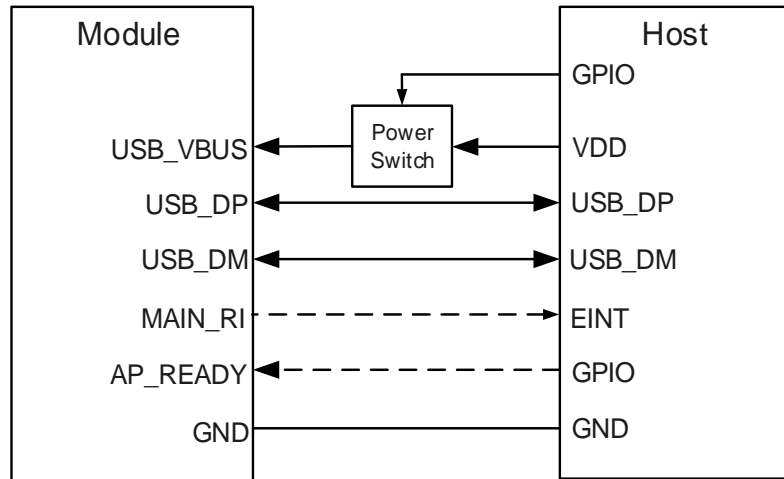 Module
Host
GPIO
Power
Switch
USB_VBUS
VDD
USB_DP
USB_DP
USB_DM
USB_DM
MAIN_RI
EINT
AP_READY
GPIO
GND
GND